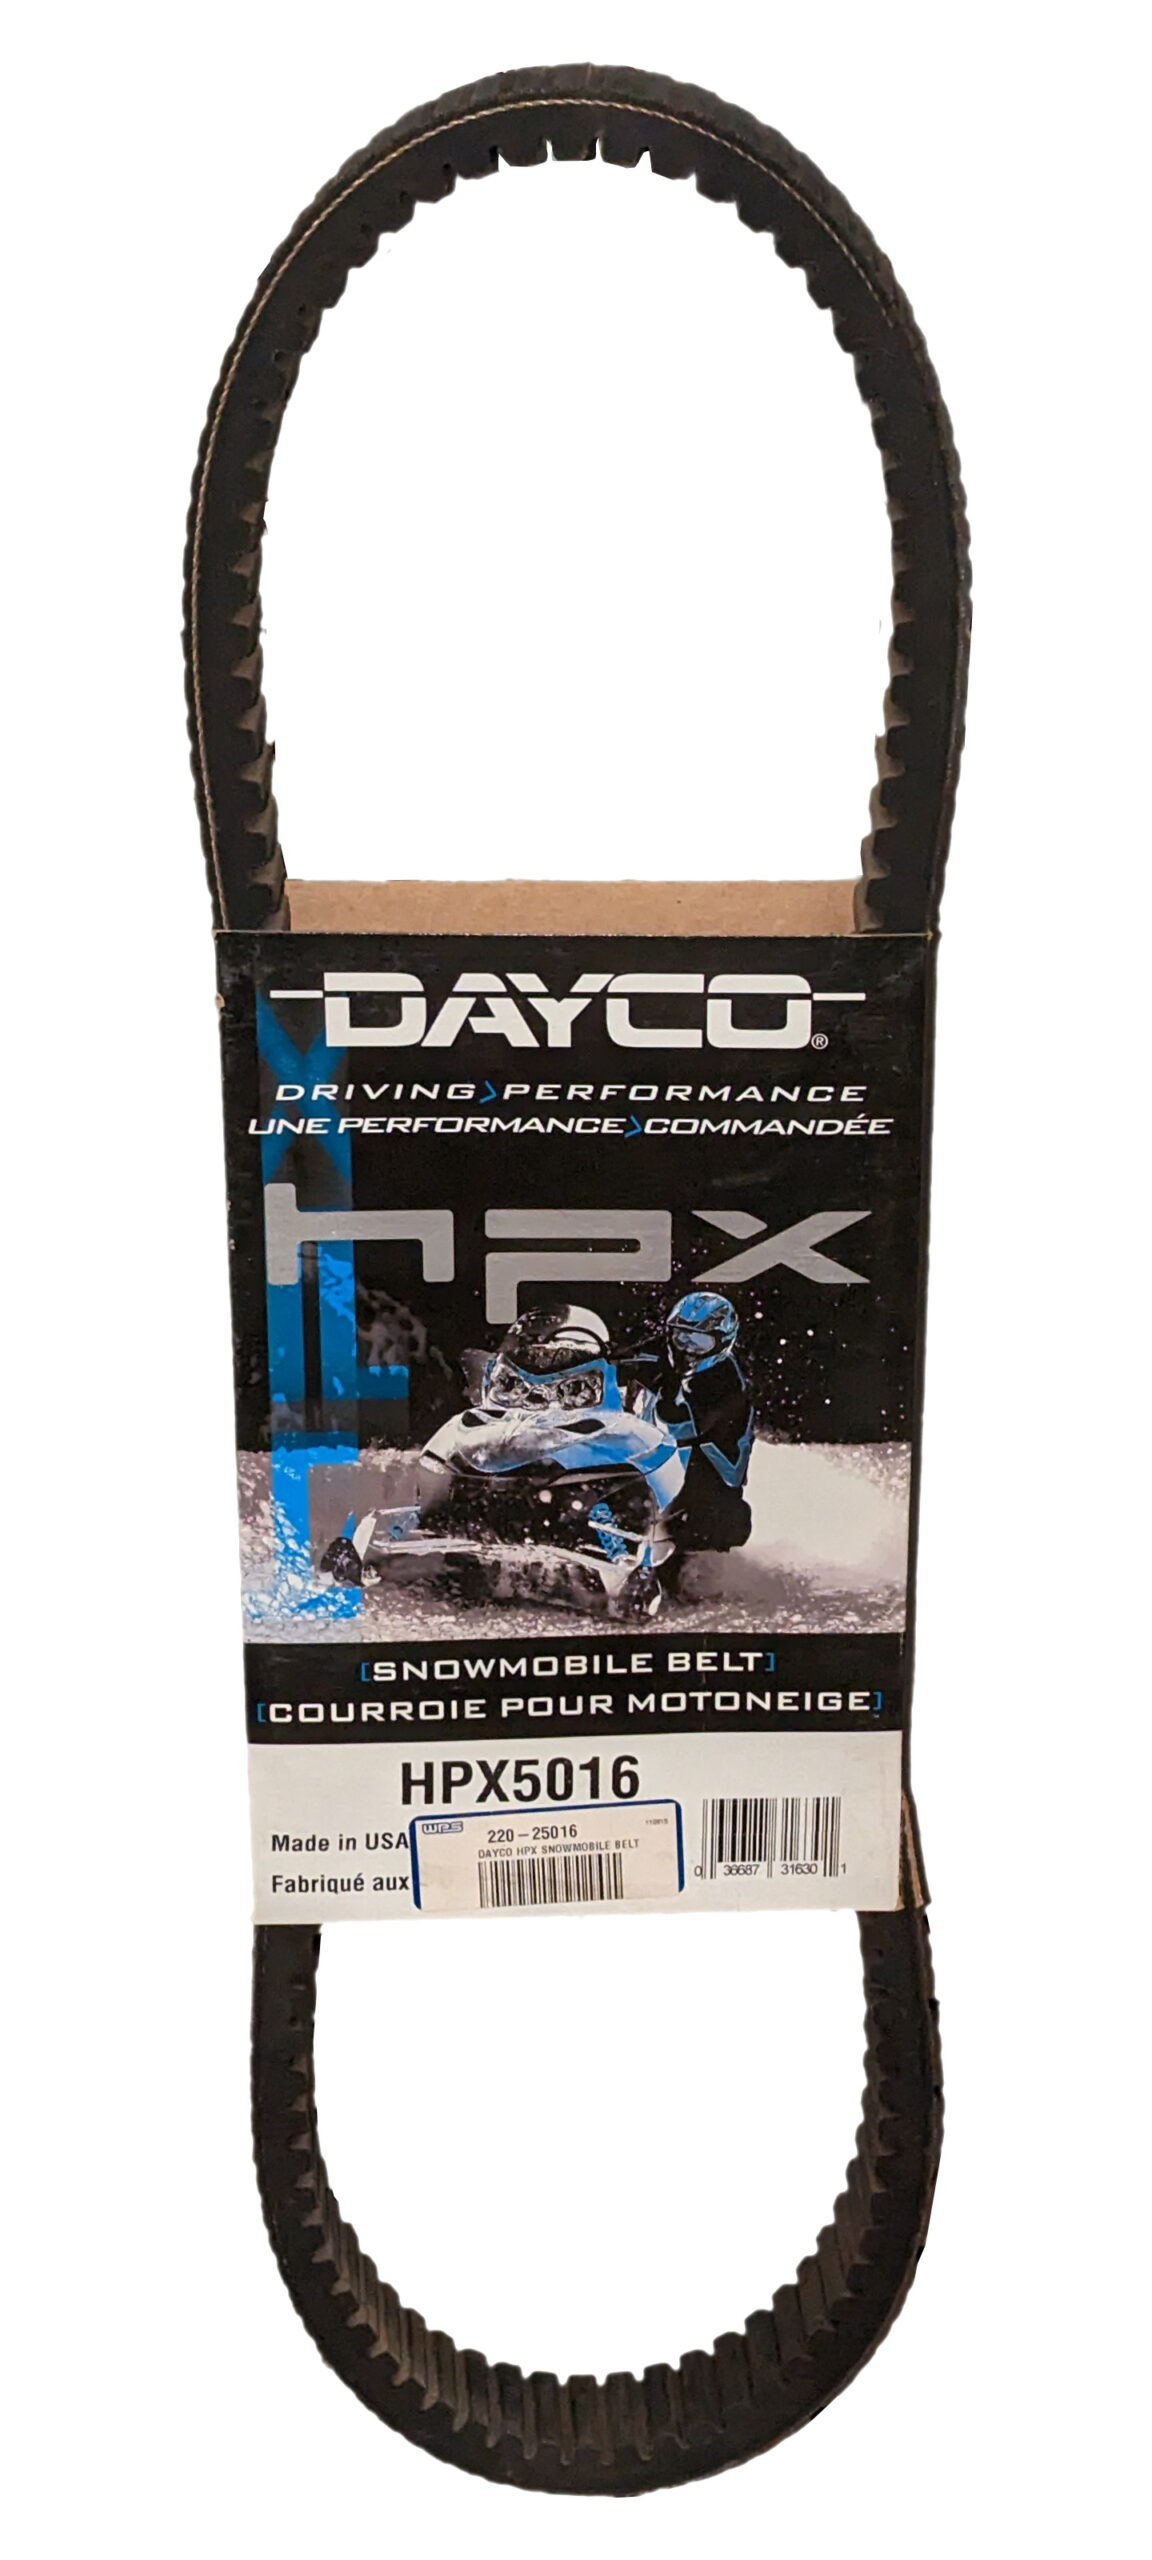 DAYCO®
DRIVING>PERFORMANCE
UNE PERFORMANCE>COMMANDÉE
hpx
[SNOWMOBILE BELT]
[COURROIE POUR MOTONEIGE]
HPX5016
Made in USA
Fabriqué aux
wps
220-25016
DAYCO HPX SNOWMOBILE BELT
0 36687 31630 1